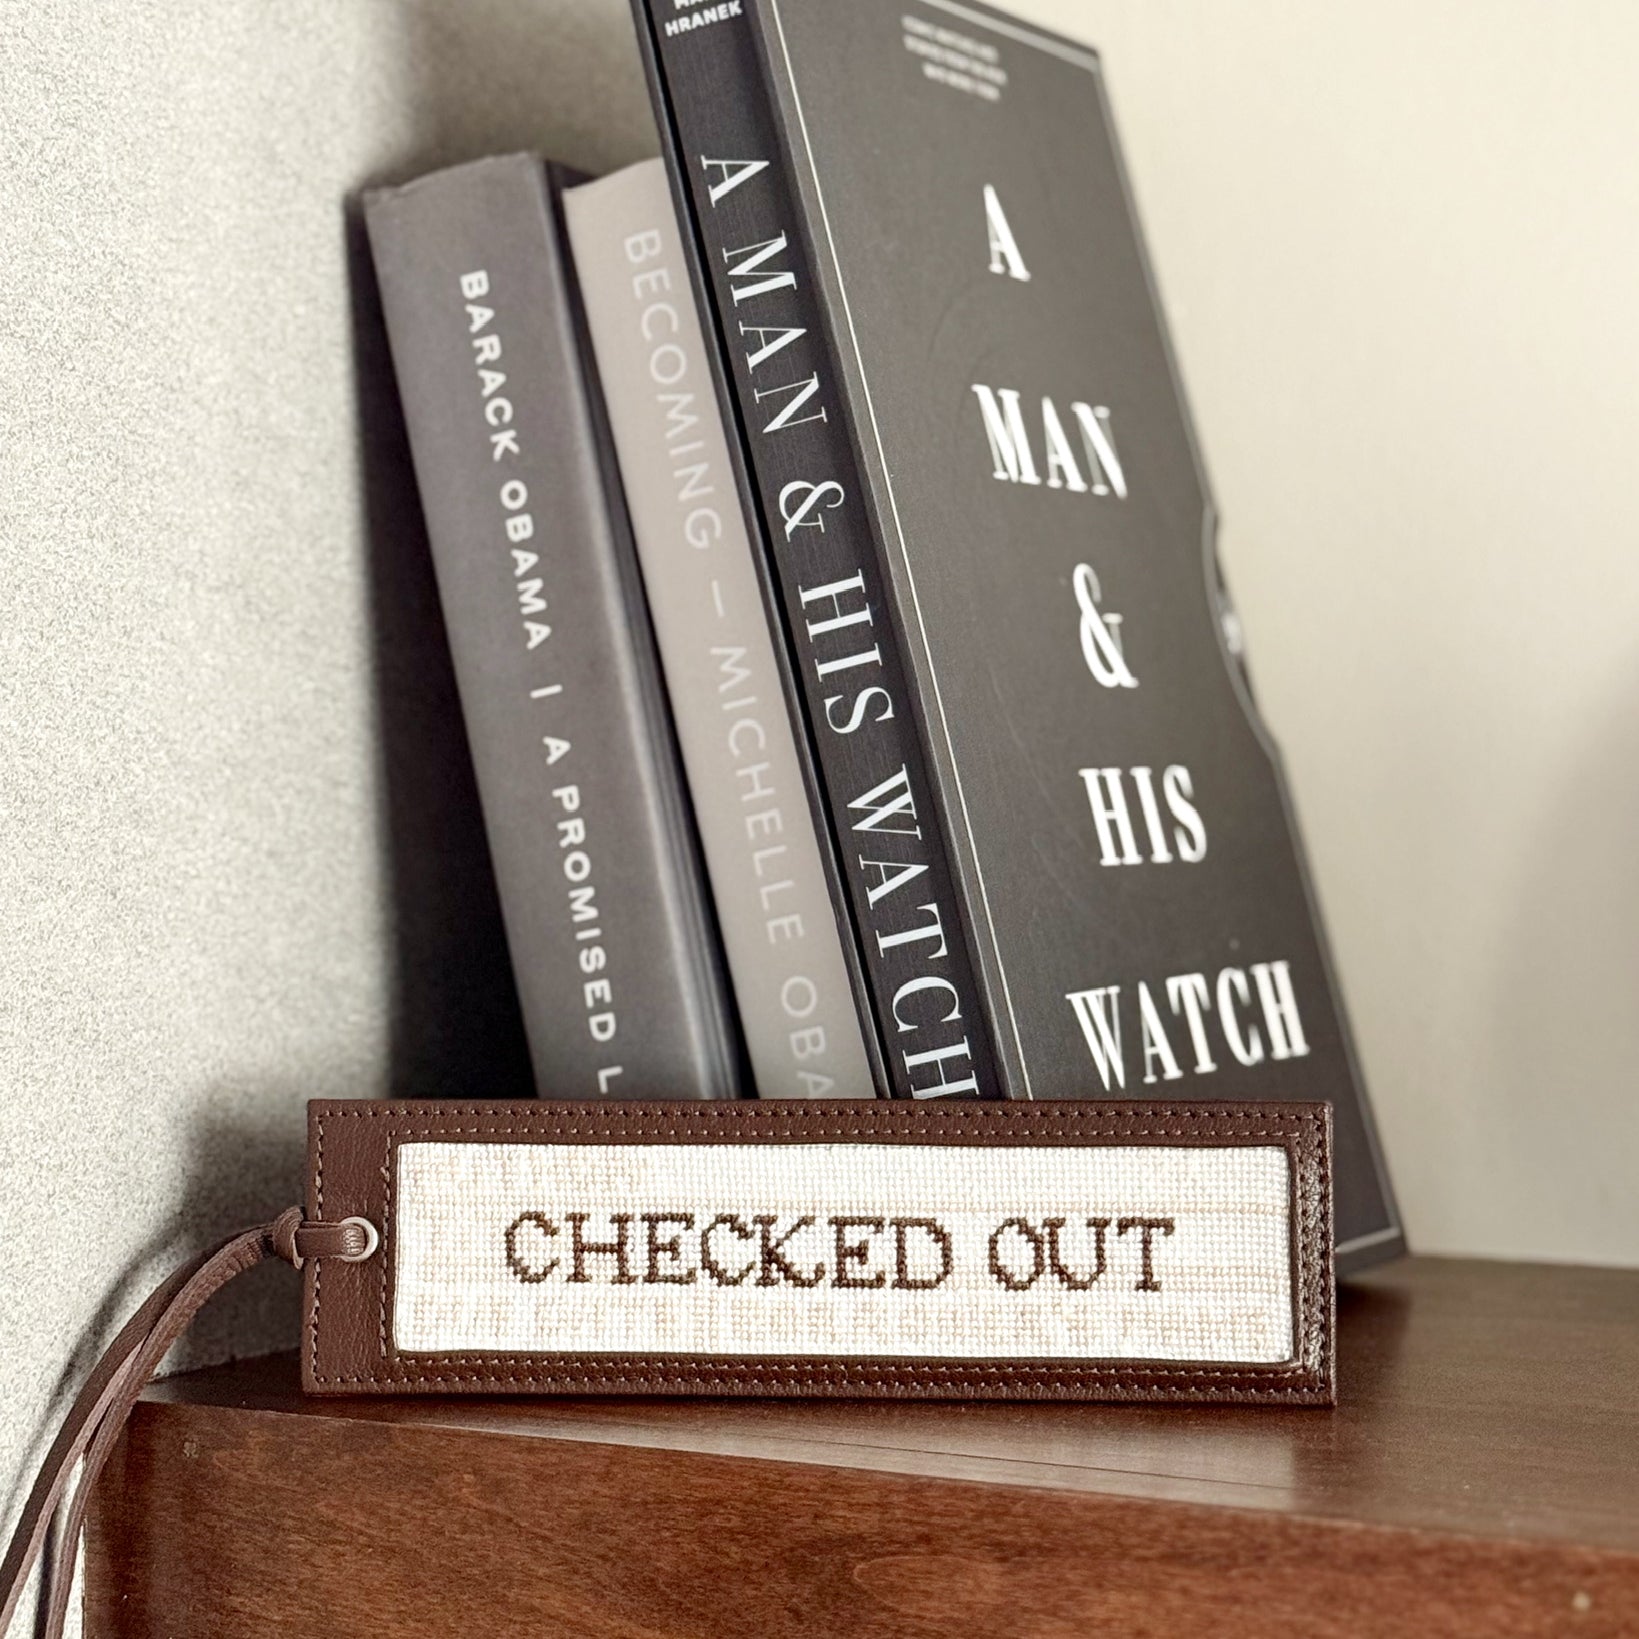 HRANEK
A MAN & HIS WATCH
BARACK OBAMA | A PROMISED L
BECOMING – MICHELLE OBA
A
MAN
&
HIS
WATCH
CHECKED OUT